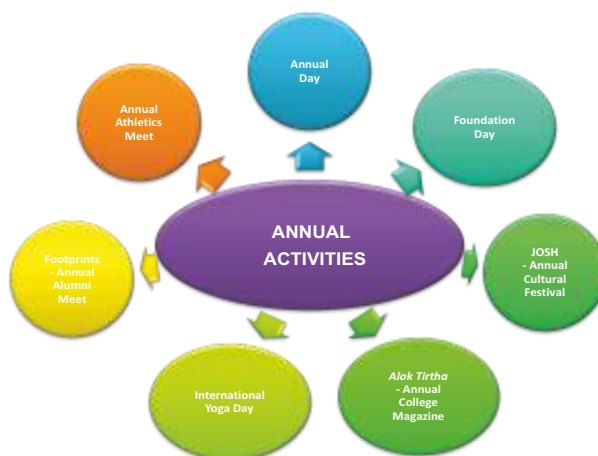 Annual
Day
Foundation
Day
JOSH
- Annual
Cultural
Festival
Alok Tirtha
- Annual
College
Magazine
International
Yoga Day
Footprints
- Annual
Alumni
Meet
Annual
Athletics
Meet
ANNUAL
ACTIVITIES